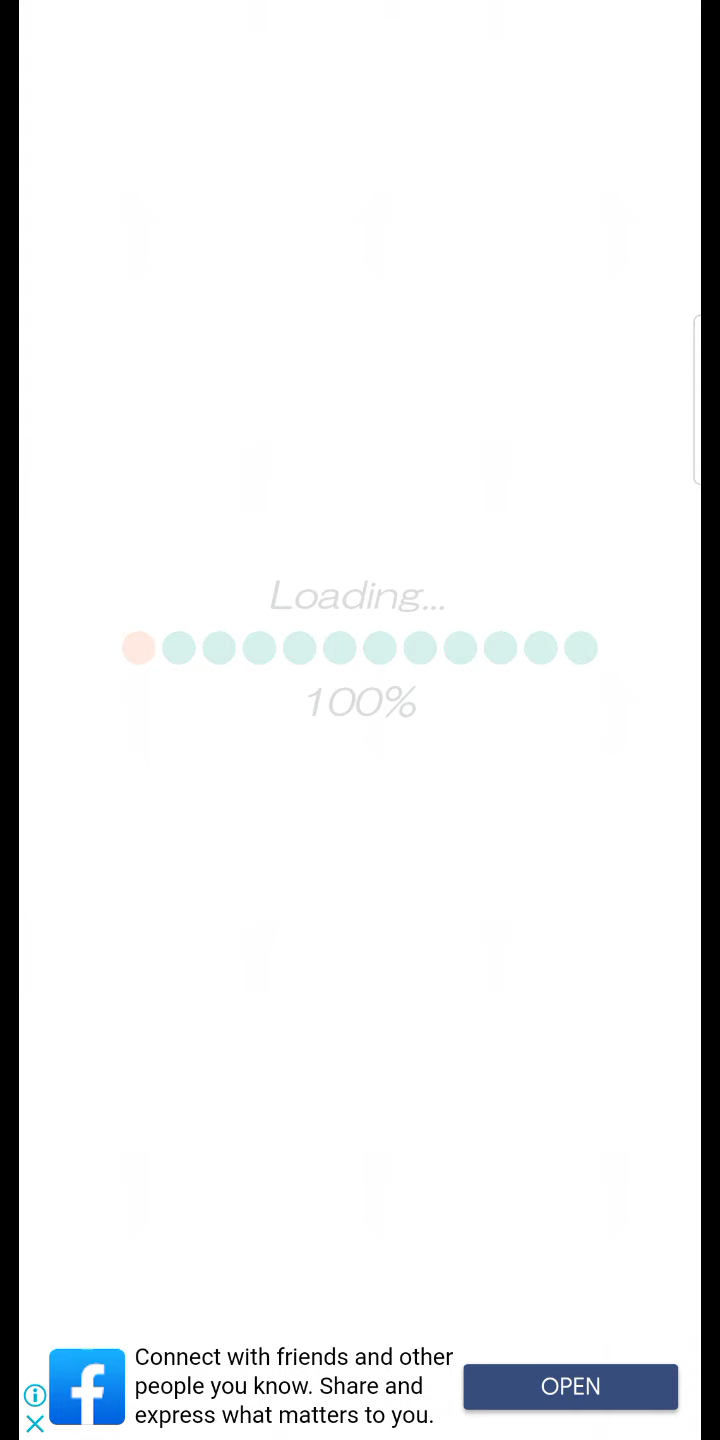 Loading...
100%
Connect with friends and other
people you know. Share and
express what matters to you.
OPEN